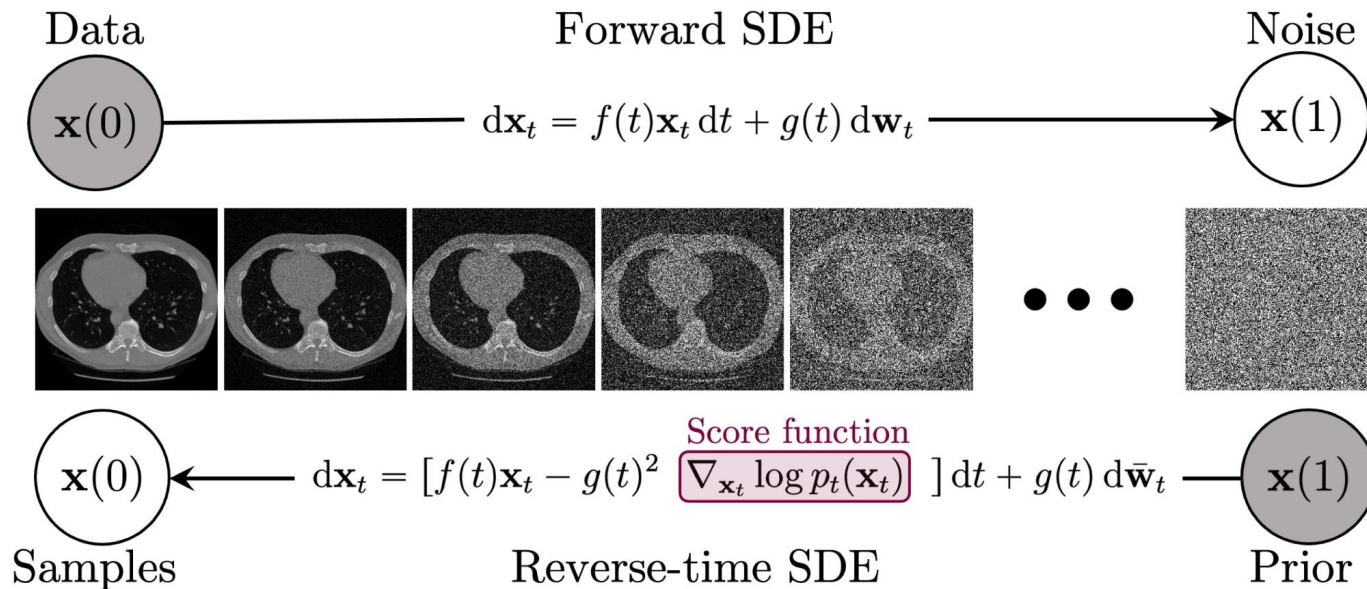 Data Forward SDE Noise
x(0) dx_t = f(t)x_t dt + g(t) dw_t x(1)
Score function
x(0) dx_t = [f(t)x_t − g(t)² ∇_{x_t} log p_t(x_t) ] dt + g(t) dw̄_t x(1)
Samples Reverse-time SDE Prior